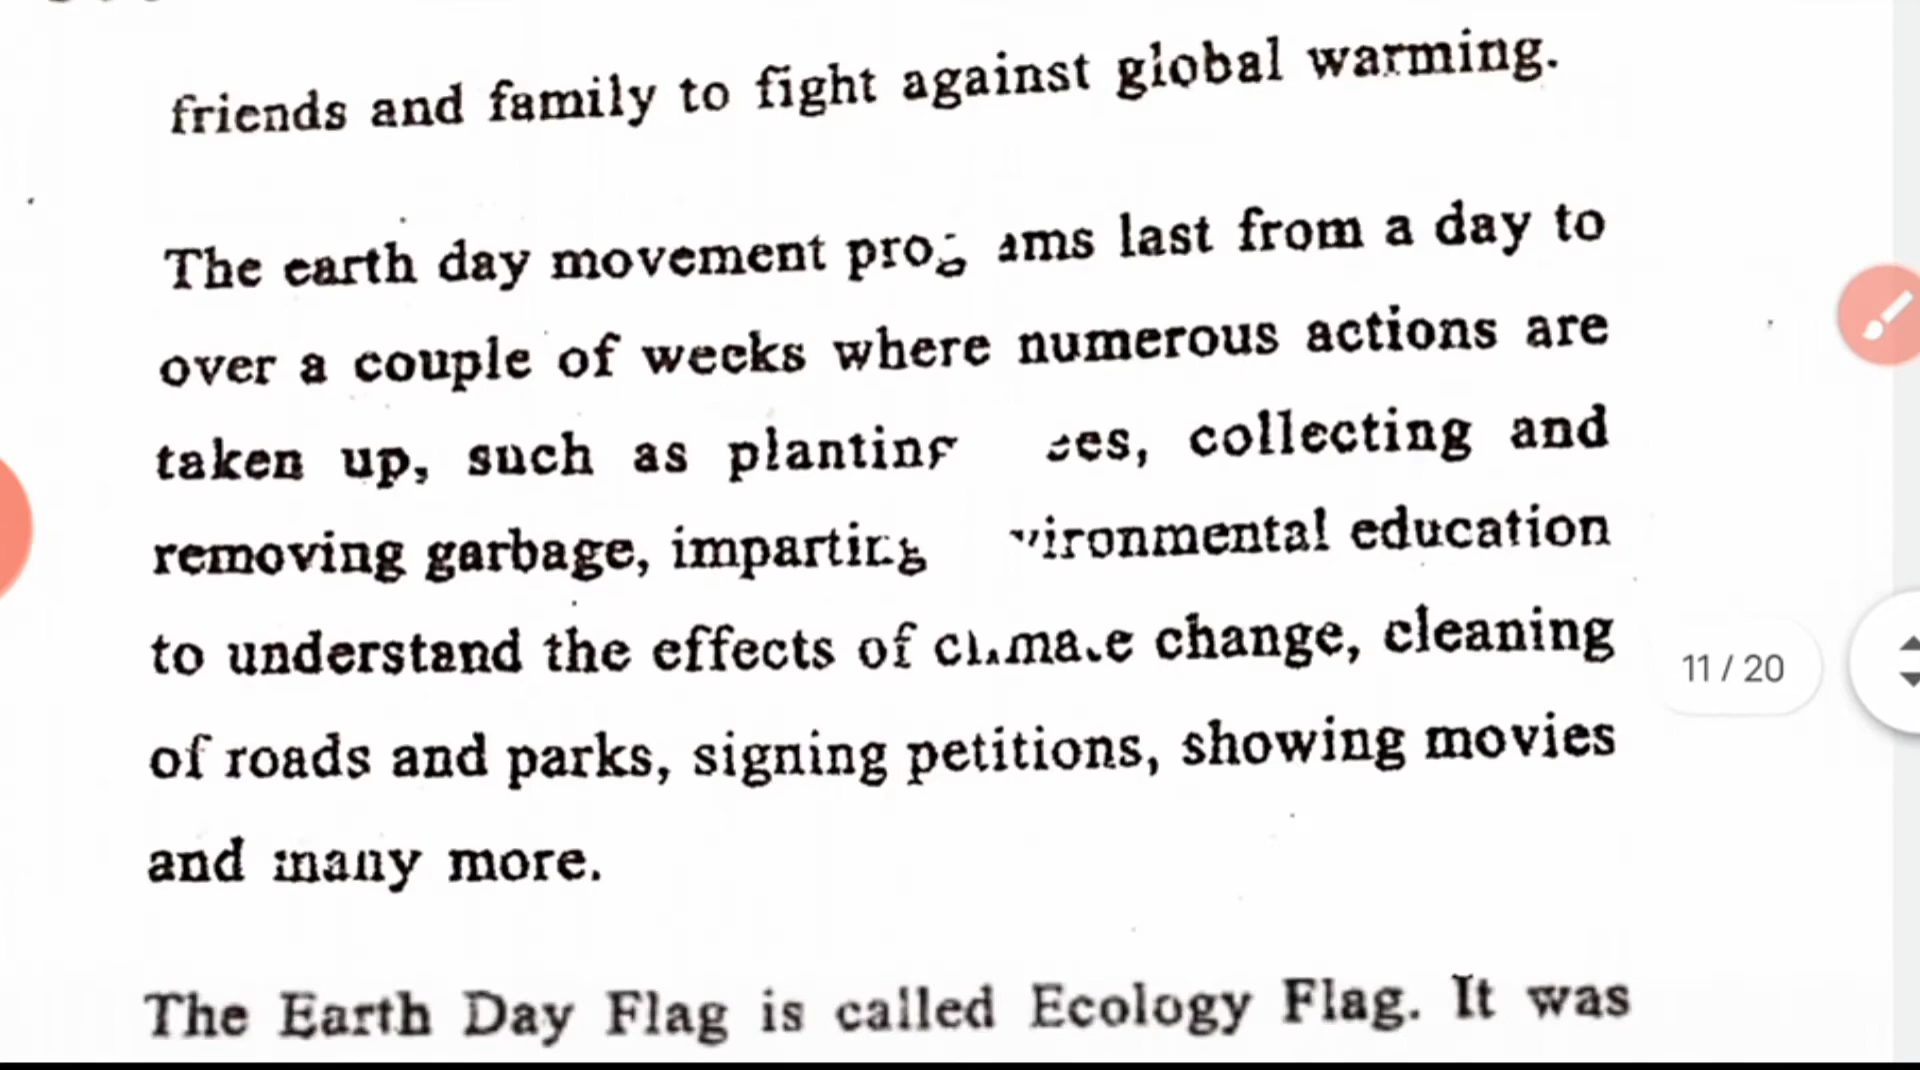 friends and family to fight against global warming.
The earth day movement last from a day to
over a couple of weeks where numerous actions are
taken up, such as planting collecting and
removing garbage, imparting education
to understand the effects of change, cleaning
of roads and parks, signing petitions, showing movies
and many more.
The Earth Day Flag is called Ecology Flag. It was
11 / 20